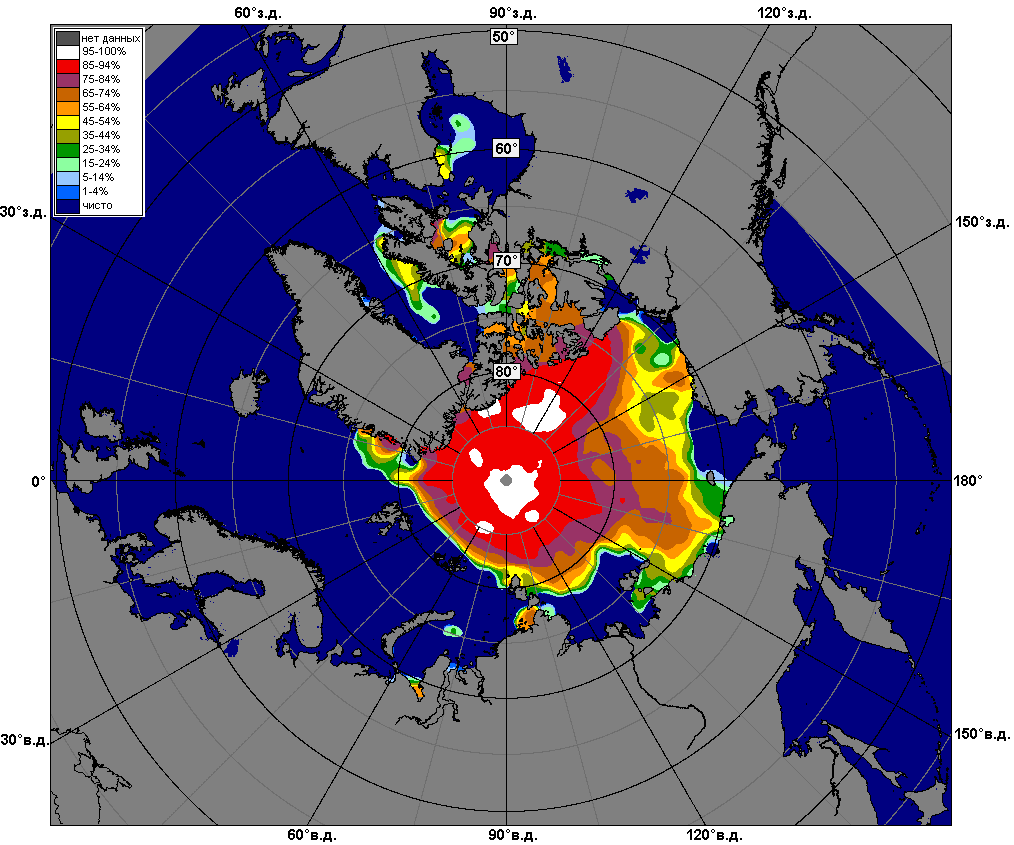 60°з.д.
90°з.д.
120°з.д.
50°
нет данных
95-100%
85-94%
75-84%
65-74%
55-64%
45-54%
35-44%
25-34%
15-24%
5-14%
1-4%
чисто
60°
30°з.д.
150°з.д.
70°
80°
0°
180°
30°в.д.
150°в.д.
60°в.д.
90°в.д.
120°в.д.